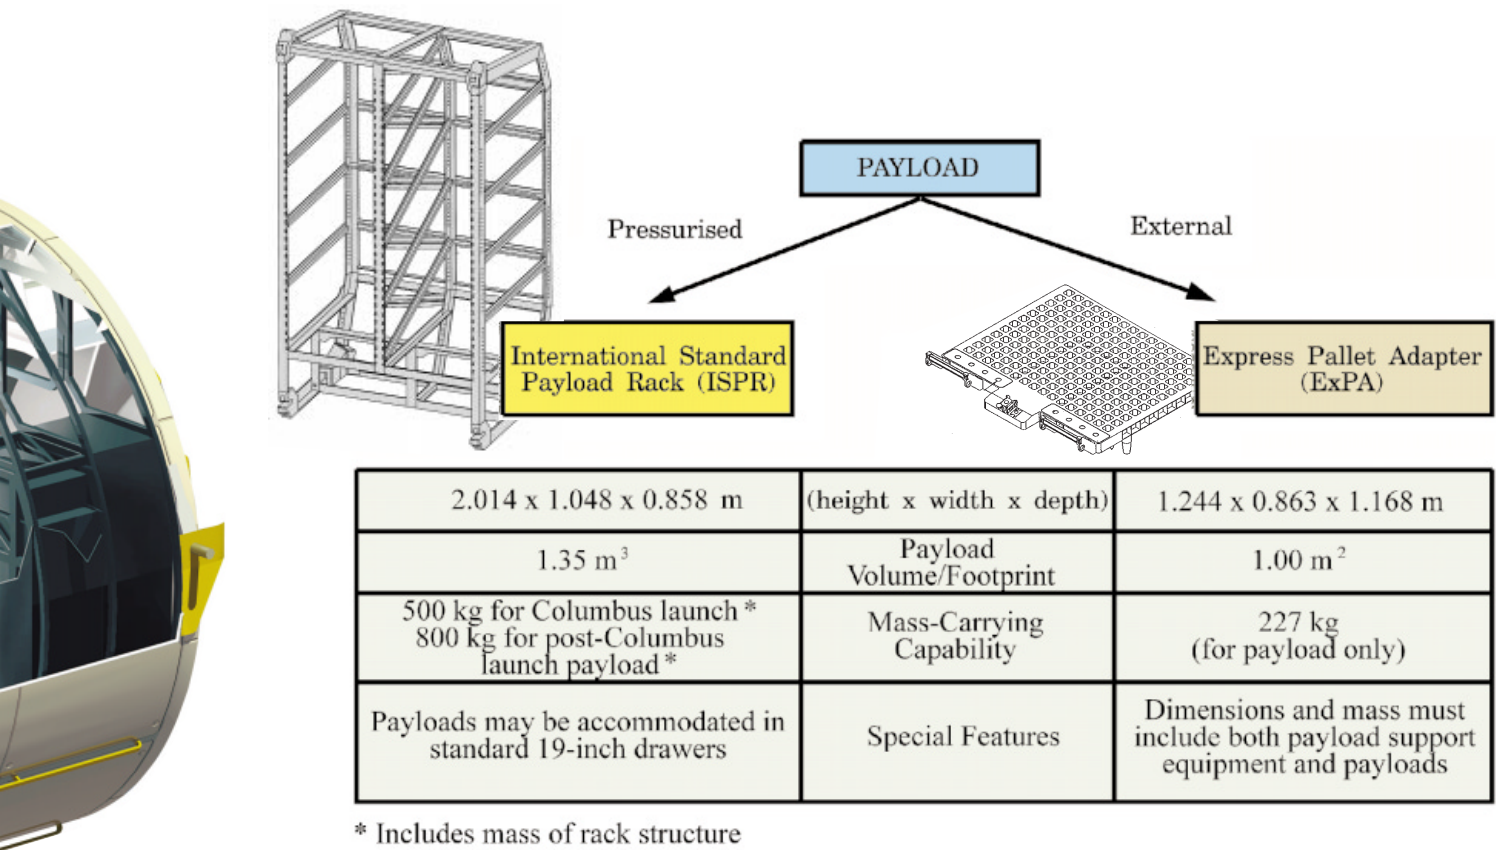 PAYLOAD
Pressurised
External
International Standard
Payload Rack (ISPR)
Express Pallet Adapter
(ExPA)
2.014 x 1.048 x 0.858 m
(height x width x depth)
1.244 x 0.863 x 1.168 m
1.35 m³
Payload
Volume/Footprint
1.00 m²
500 kg for Columbus launch *
800 kg for post-Columbus
launch payload *
Mass-Carrying
Capability
227 kg
(for payload only)
Payloads may be accommodated in
standard 19-inch drawers
Special Features
Dimensions and mass must
include both payload support
equipment and payloads
* Includes mass of rack structure